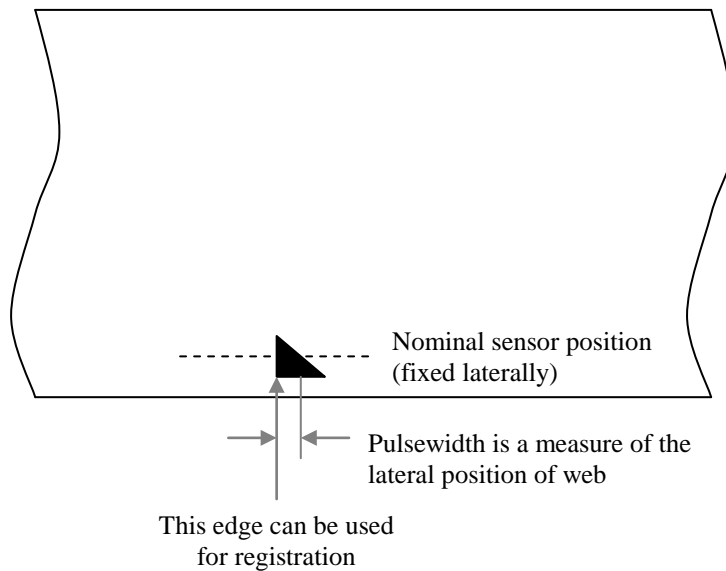 Nominal sensor position
(fixed laterally)
Pulsewidth is a measure of the
lateral position of web
This edge can be used
for registration